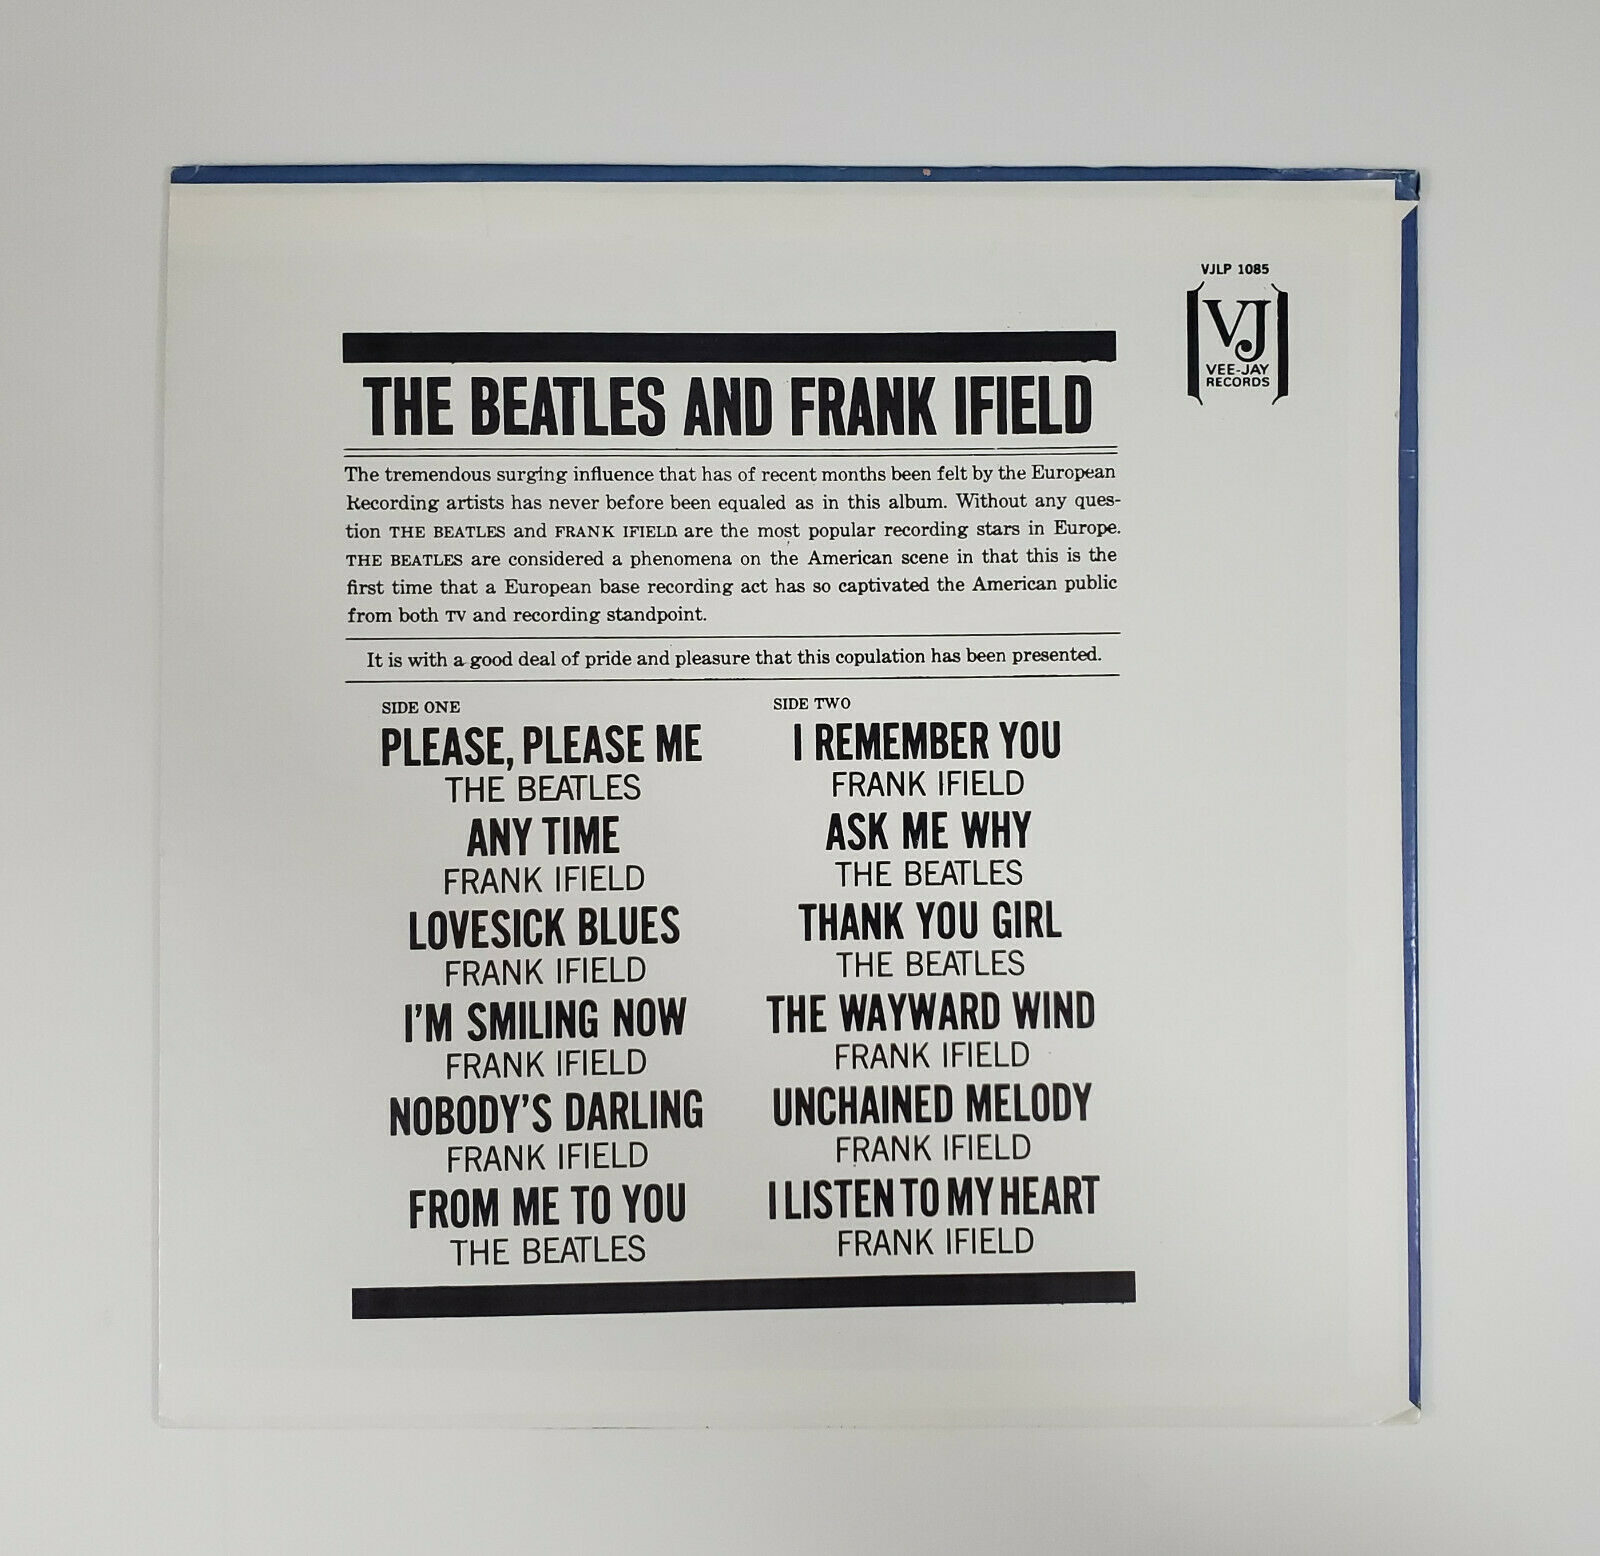 VJLP 1085
VJ
VEE-JAY
RECORDS
THE BEATLES AND FRANK IFIELD
The tremendous surging influence that has of recent months been felt by the European
Recording artists has never before been equaled as in this album. Without any ques-
tion THE BEATLES and FRANK IFIELD are the most popular recording stars in Europe.
THE BEATLES are considered a phenomena on the American scene in that this is the
first time that a European base recording act has so captivated the American public
from both TV and recording standpoint.
It is with a good deal of pride and pleasure that this copulation has been presented.
SIDE ONE
PLEASE, PLEASE ME
THE BEATLES
ANY TIME
FRANK IFIELD
LOVESICK BLUES
FRANK IFIELD
I'M SMILING NOW
FRANK IFIELD
NOBODY'S DARLING
FRANK IFIELD
FROM ME TO YOU
THE BEATLES
SIDE TWO
I REMEMBER YOU
FRANK IFIELD
ASK ME WHY
THE BEATLES
THANK YOU GIRL
THE BEATLES
THE WAYWARD WIND
FRANK IFIELD
UNCHAINED MELODY
FRANK IFIELD
I LISTEN TO MY HEART
FRANK IFIELD